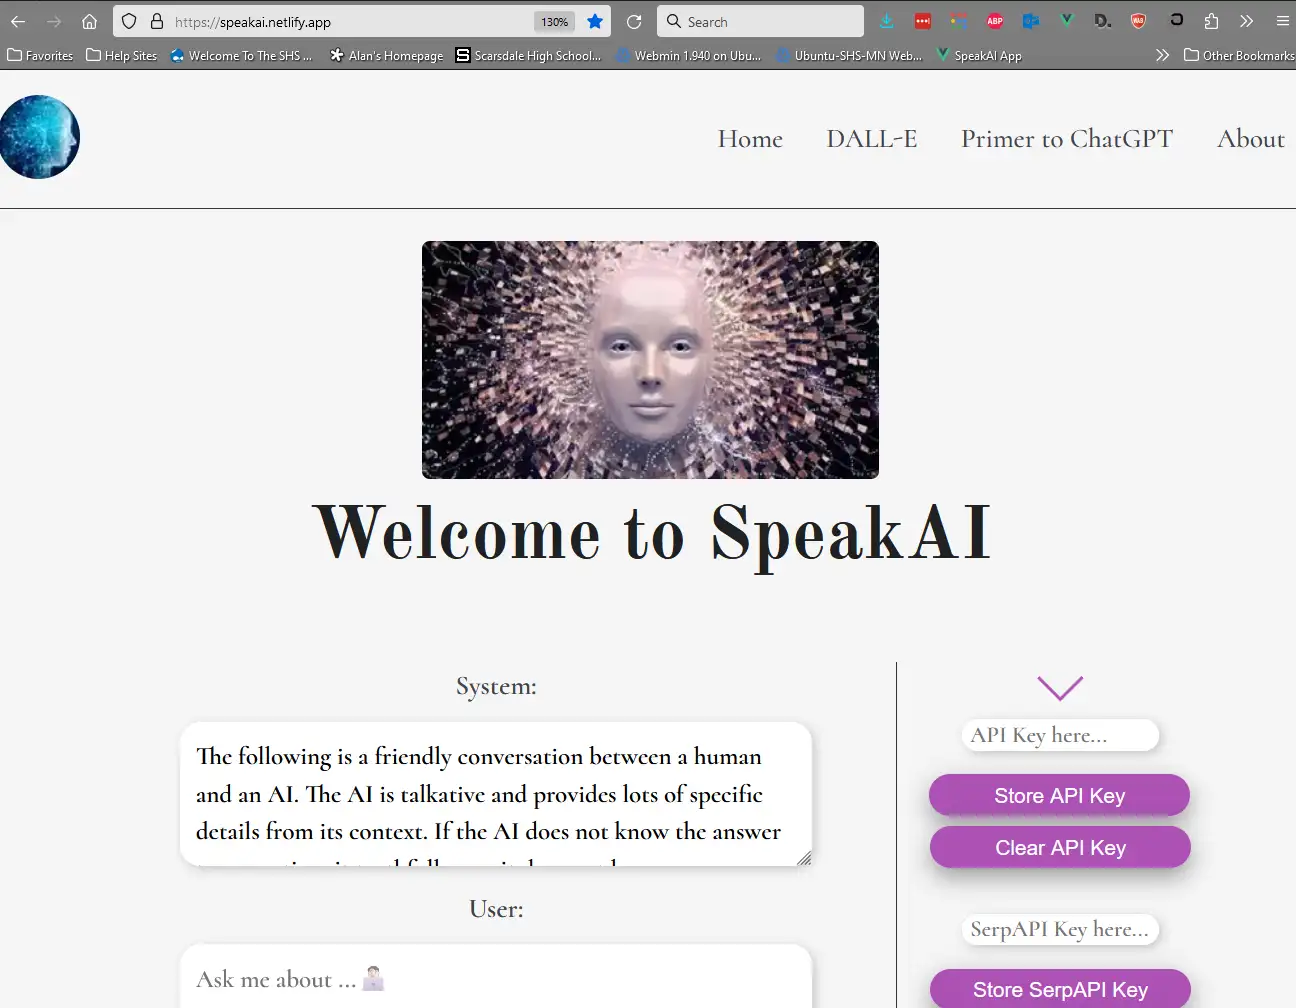 https://speakai.netlify.app
130%
Search
Favorites
Help Sites
Welcome To The SHS ...
Alan's Homepage
Scarsdale High School...
Webmin 1.940 on Ubu...
Ubuntu-SHS-MN Web...
SpeakAI App
Other Bookmarks
Home
DALL-E
Primer to ChatGPT
About
Welcome to SpeakAI
System:
The following is a friendly conversation between a human
and an AI. The AI is talkative and provides lots of specific
details from its context. If the AI does not know the answer
API Key here...
Store API Key
Clear API Key
User:
SerpAPI Key here...
Ask me about ...
Store SerpAPI Key